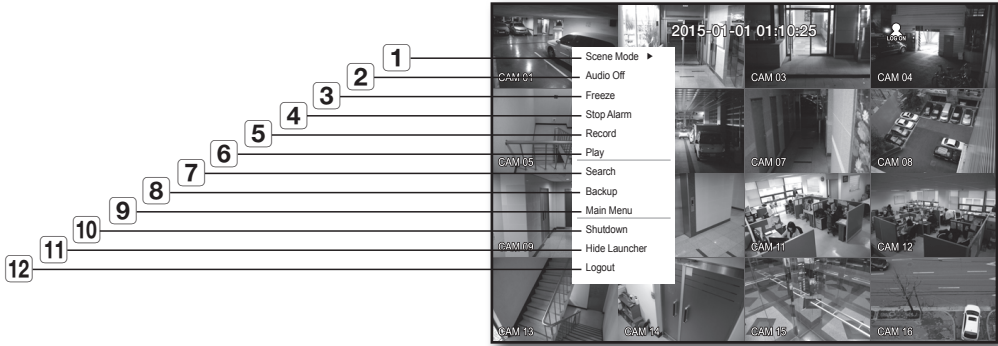 2015-01-01 01:10:25
LOG ON
CAM 01
CAM 03
CAM 04
CAM 05
CAM 07
CAM 08
CAM 09
CAM 11
CAM 12
CAM 13
CAM 14
CAM 15
CAM 16
1 Scene Mode ▶
2 Audio Off
3 Freeze
4 Stop Alarm
5 Record
6 Play
7 Search
8 Backup
9 Main Menu
10 Shutdown
11 Hide Launcher
12 Logout